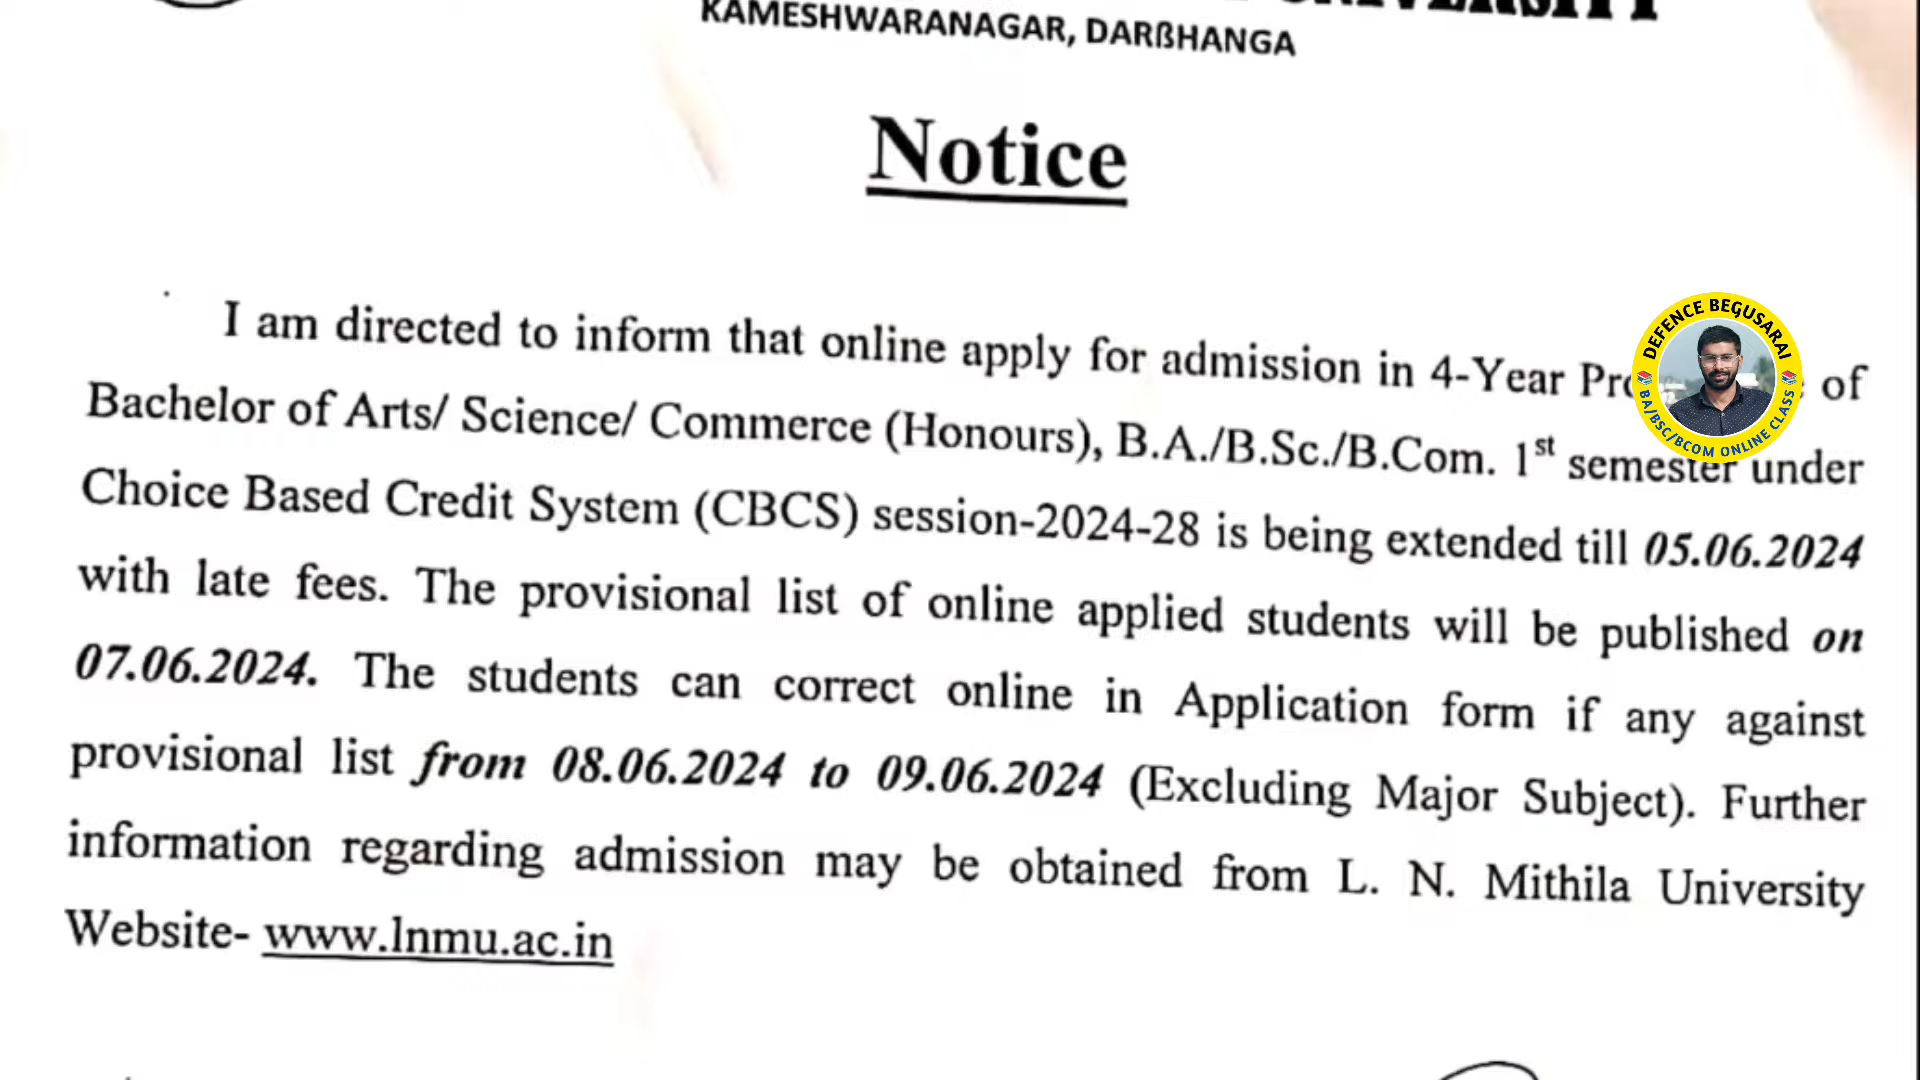 UNIVERSITY
KAMESHWARANAGAR, DARBHANGA
Notice
I am directed to inform that online apply for admission in 4-Year of
Bachelor of Arts/ Science/ Commerce (Honours), B.A./B.Sc./B.Com. 1st semester under
Choice Based Credit System (CBCS) session-2024-28 is being extended till 05.06.2024
with late fees. The provisional list of online applied students will be published on
07.06.2024. The students can correct online in Application form if any against
provisional list from 08.06.2024 to 09.06.2024 (Excluding Major Subject). Further
information regarding admission may be obtained from L. N. Mithila University
Website- www.lnmu.ac.in
DEFENCE BEGUSARAI
BA/BSC/BCOM ONLINE CLASS